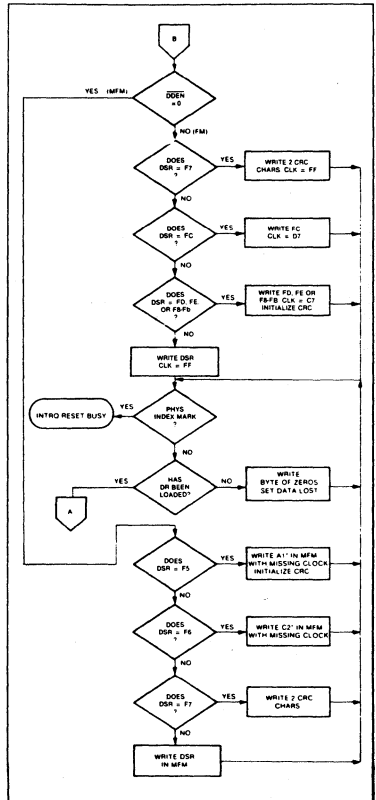 B
YES (MFM)
DDEN
= 0
NO (FM)
DOES
DSR = F7
?
YES
WRITE 2 CRC
CHARS CLK = FF
NO
DOES
DSR = FC
?
YES
WRITE FC
CLK = D7
NO
DOES
DSR = FD, FE,
OR F8-FB
?
YES
WRITE FD, FE OR
F8-FB CLK = C7
INITIALIZE CRC
NO
WRITE DSR
CLK = FF
PHYS
INDEX MARK
?
YES
INTRO RESET BUSY
NO
HAS
DR BEEN
LOADED?
YES
NO
WRITE
BYTE OF ZEROS
SET DATA LOST
A
DOES
DSR = F5
?
YES
WRITE A1* IN MFM
WITH MISSING CLOCK
INITIALIZE CRC
NO
DOES
DSR = F6
?
YES
WRITE C2* IN MFM
WITH MISSING CLOCK
NO
DOES
DSR = F7
?
YES
WRITE 2 CRC
CHARS
NO
WRITE DSR
IN MFM